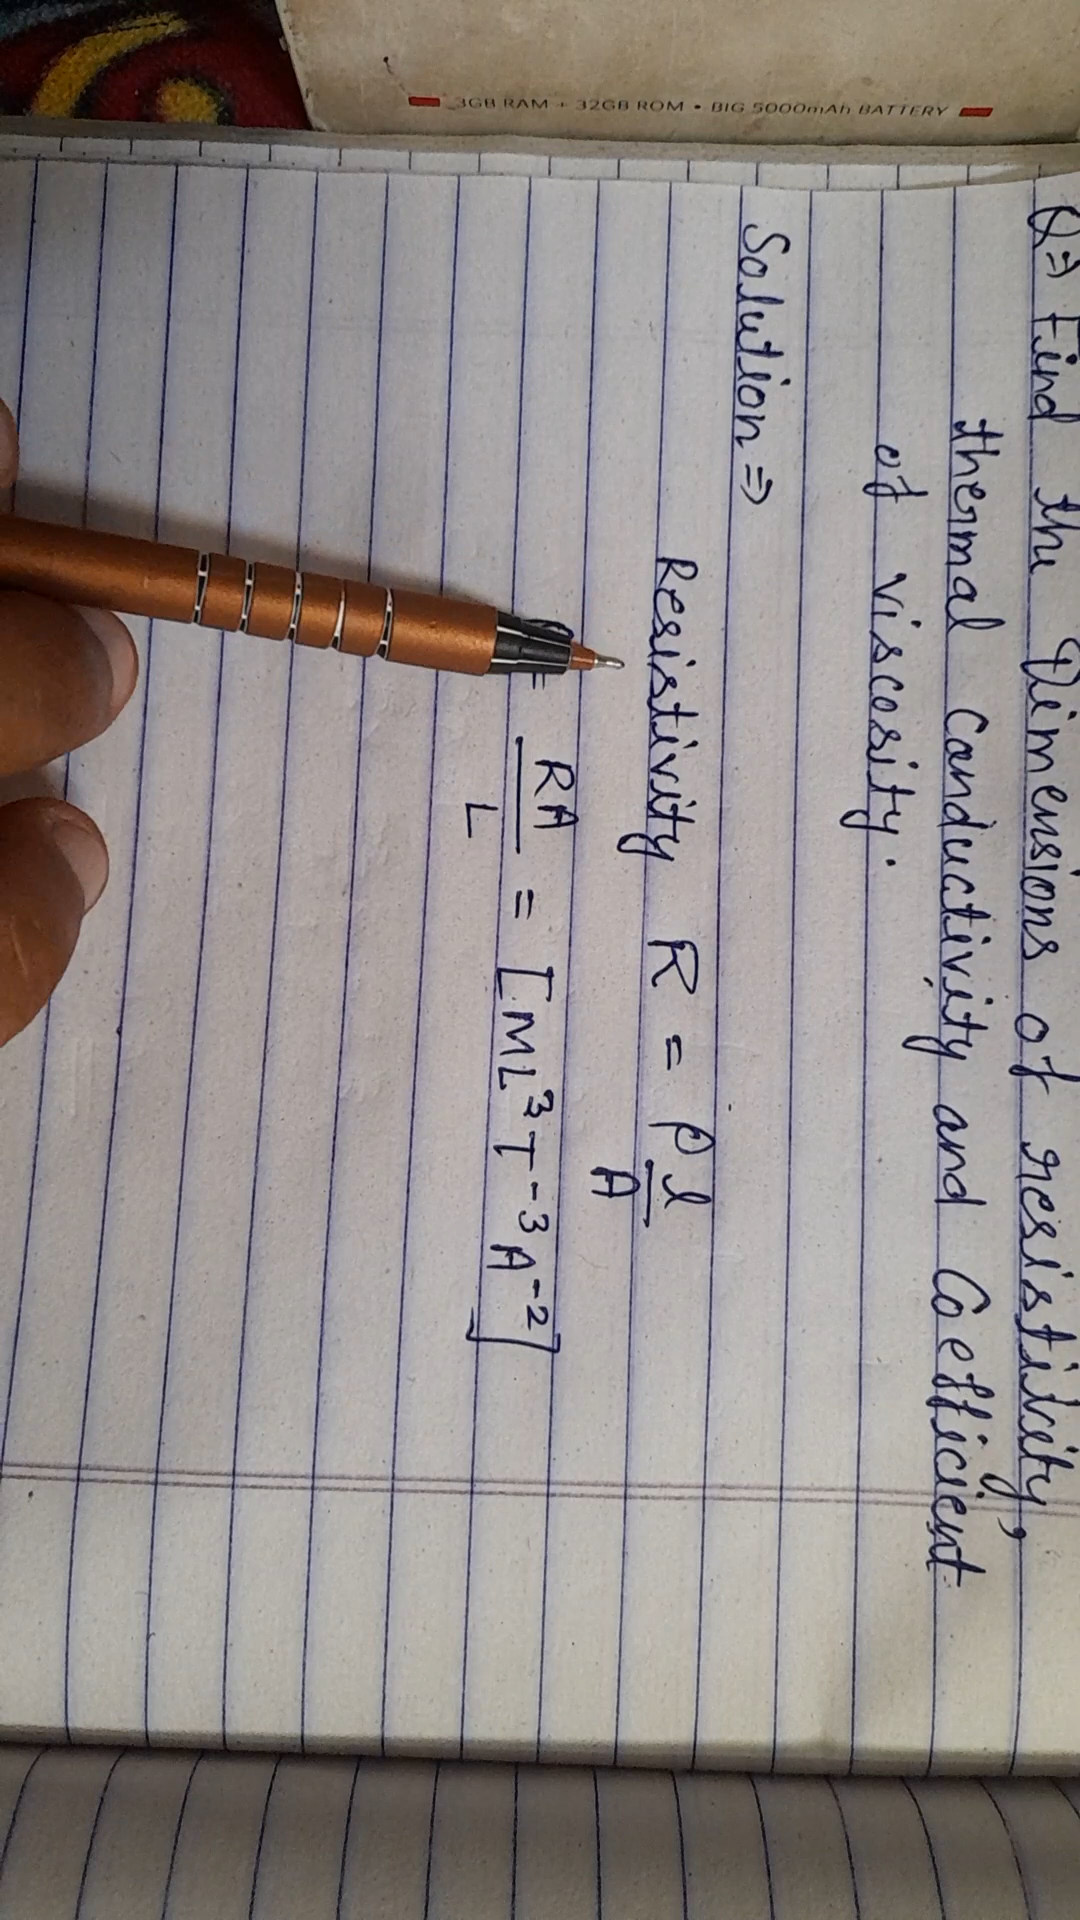 3GB RAM + 32GB ROM • BIG 5000mAh BATTERY
Q⇒ Find the Dimensions of resistivity,
thermal conductivity and Coefficient
of viscosity.
Solution ⇒
Resistivity R = ρ l/A
= RA/L = [ML³T⁻³A⁻²]